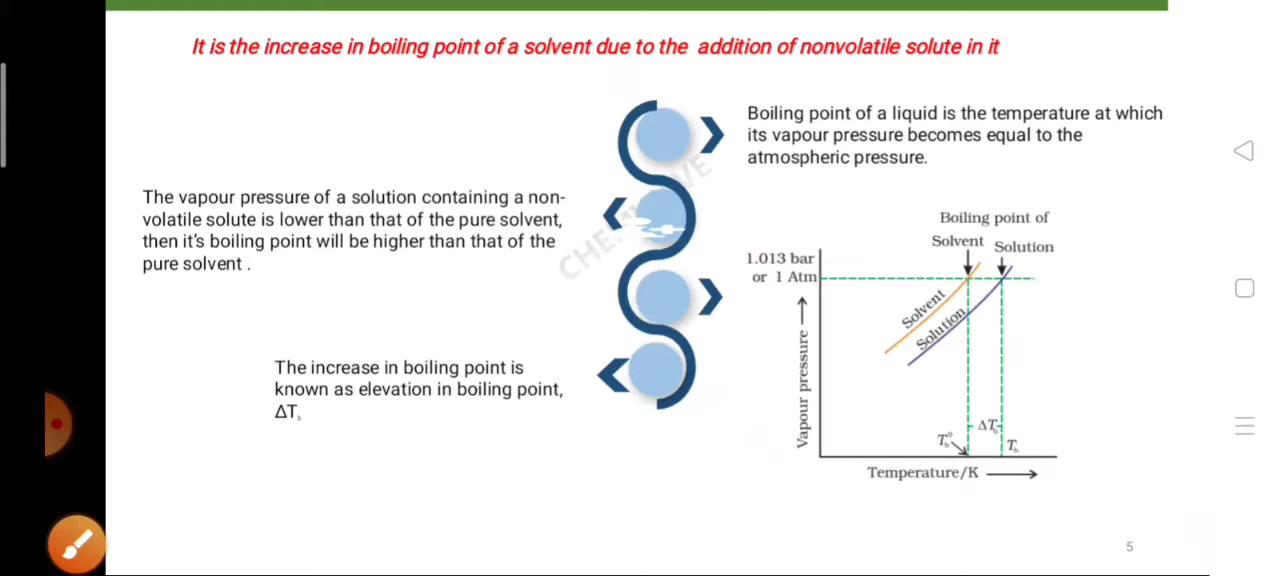 It is the increase in boiling point of a solvent due to the addition of nonvolatile solute in it
Boiling point of a liquid is the temperature at which
its vapour pressure becomes equal to the
atmospheric pressure.
The vapour pressure of a solution containing a non-
volatile solute is lower than that of the pure solvent,
then it's boiling point will be higher than that of the
pure solvent .
The increase in boiling point is
known as elevation in boiling point,
ΔTb
Boiling point of
Solvent Solution
1.013 bar
or 1 Atm
Solvent
Solution
Vapour pressure
ΔTb
Tb° Tb
Temperature/K
5